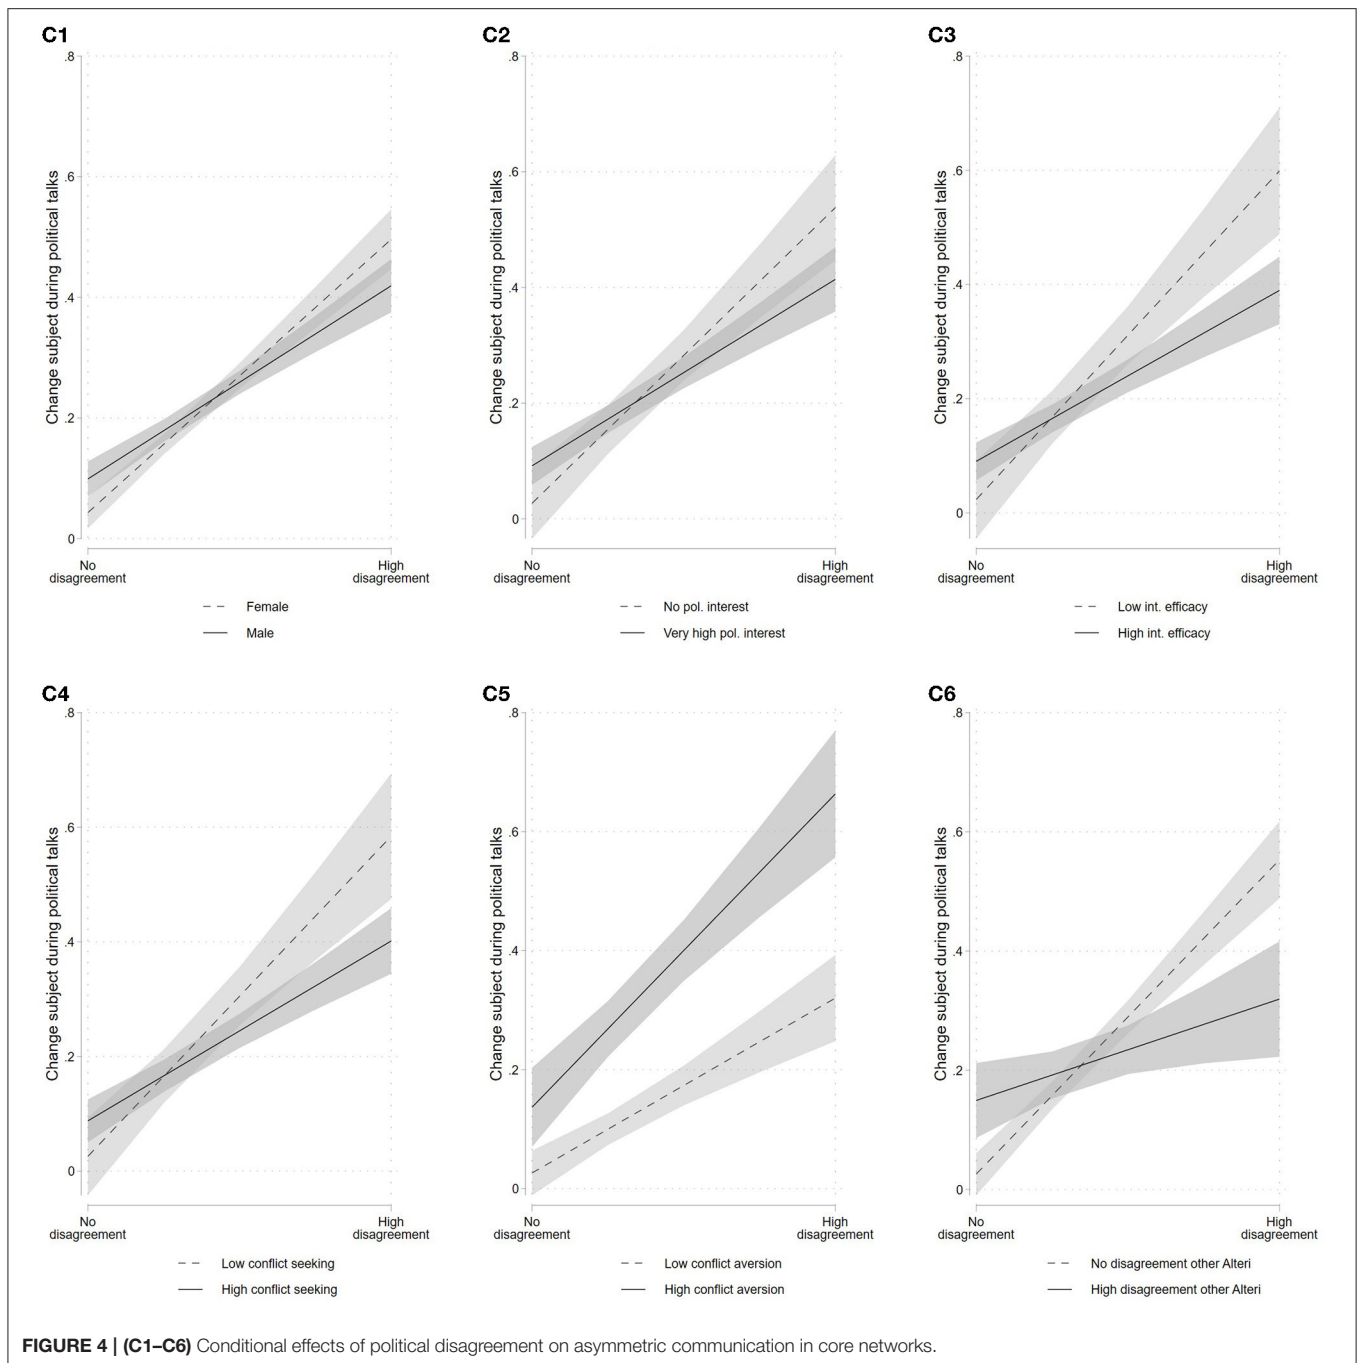 C1
.8
.6
.4
.2
0
Change subject during political talks
No disagreement
High disagreement
Female
Male
C2
.8
.6
.4
.2
0
Change subject during political talks
No disagreement
High disagreement
No pol. interest
Very high pol. interest
C3
.8
.6
.4
.2
0
Change subject during political talks
No disagreement
High disagreement
Low int. efficacy
High int. efficacy
C4
.8
.6
.4
.2
0
Change subject during political talks
No disagreement
High disagreement
Low conflict seeking
High conflict seeking
C5
.8
.6
.4
.2
0
Change subject during political talks
No disagreement
High disagreement
Low conflict aversion
High conflict aversion
C6
.8
.6
.4
.2
0
Change subject during political talks
No disagreement
High disagreement
No disagreement other Alteri
High disagreement other Alteri
FIGURE 4 | (C1–C6) Conditional effects of political disagreement on asymmetric communication in core networks.